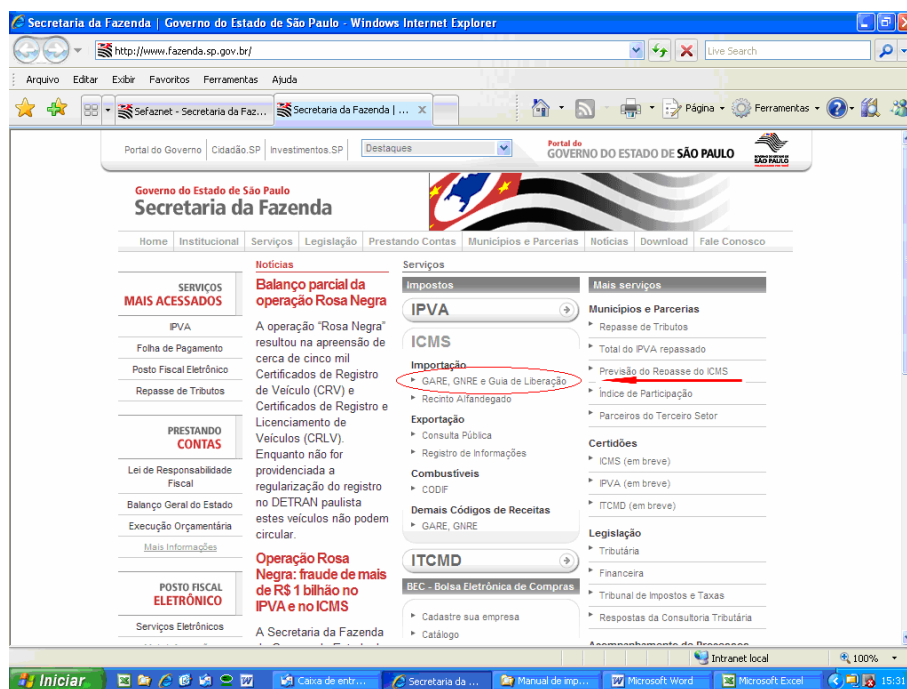 Secretaria da Fazenda | Governo do Estado de São Paulo - Windows Internet Explorer
http://www.fazenda.sp.gov.br/
Live Search
Arquivo Editar Exibir Favoritos Ferramentas Ajuda
Sefaznet - Secretaria da Faz...
Secretaria da Fazenda | ...
Página
Ferramentas
Portal do Governo
Cidadão.SP
Investimentos.SP
Destaques
Portal do
GOVERNO DO ESTADO DE SÃO PAULO
Governo do Estado de São Paulo
Secretaria da Fazenda
Home Institucional Serviços Legislação Prestando Contas Municípios e Parcerias Notícias Download Fale Conosco
SERVIÇOS
MAIS ACESSADOS
IPVA
Folha de Pagamento
Posto Fiscal Eletrônico
Repasse de Tributos
PRESTANDO
CONTAS
Lei de Responsabilidade
Fiscal
Balanço Geral do Estado
Execução Orçamentária
Mais Informações
POSTO FISCAL
ELETRÔNICO
Serviços Eletrônicos
Notícias
Balanço parcial da
operação Rosa Negra
A operação "Rosa Negra"
resultou na apreensão de
cerca de cinco mil
Certificados de Registro
de Veículo (CRV) e
Certificados de Registro e
Licenciamento de
Veículos (CRLV).
Enquanto não for
providenciada a
regularização do registro
no DETRAN paulista
estes veículos não podem
circular.
Operação Rosa
Negra: fraude de mais
de R$ 1 bilhão no
IPVA e no ICMS
A Secretaria da Fazenda
Serviços
Impostos
IPVA
ICMS
Importação
GARE, GNRE e Guia de Liberação
Recinto Alfandegado
Exportação
Consulta Pública
Registro de Informações
Combustíveis
CODIF
Demais Códigos de Receitas
GARE, GNRE
ITCMD
BEC - Bolsa Eletrônica de Compras
Cadastre sua empresa
Catálogo
Mais serviços
Municípios e Parcerias
Repasse de Tributos
Total do IPVA repassado
Previsão do Repasse do ICMS
Índice de Participação
Parceiros do Terceiro Setor
Certidões
ICMS (em breve)
IPVA (em breve)
ITCMD (em breve)
Legislação
Tributária
Financeira
Tribunal de Impostos e Taxas
Respostas da Consultoria Tributária
Intranet local
100%
Iniciar
Caixa de entr...
Secretaria da ...
Manual de imp...
Microsoft Word
Microsoft Excel
15:31